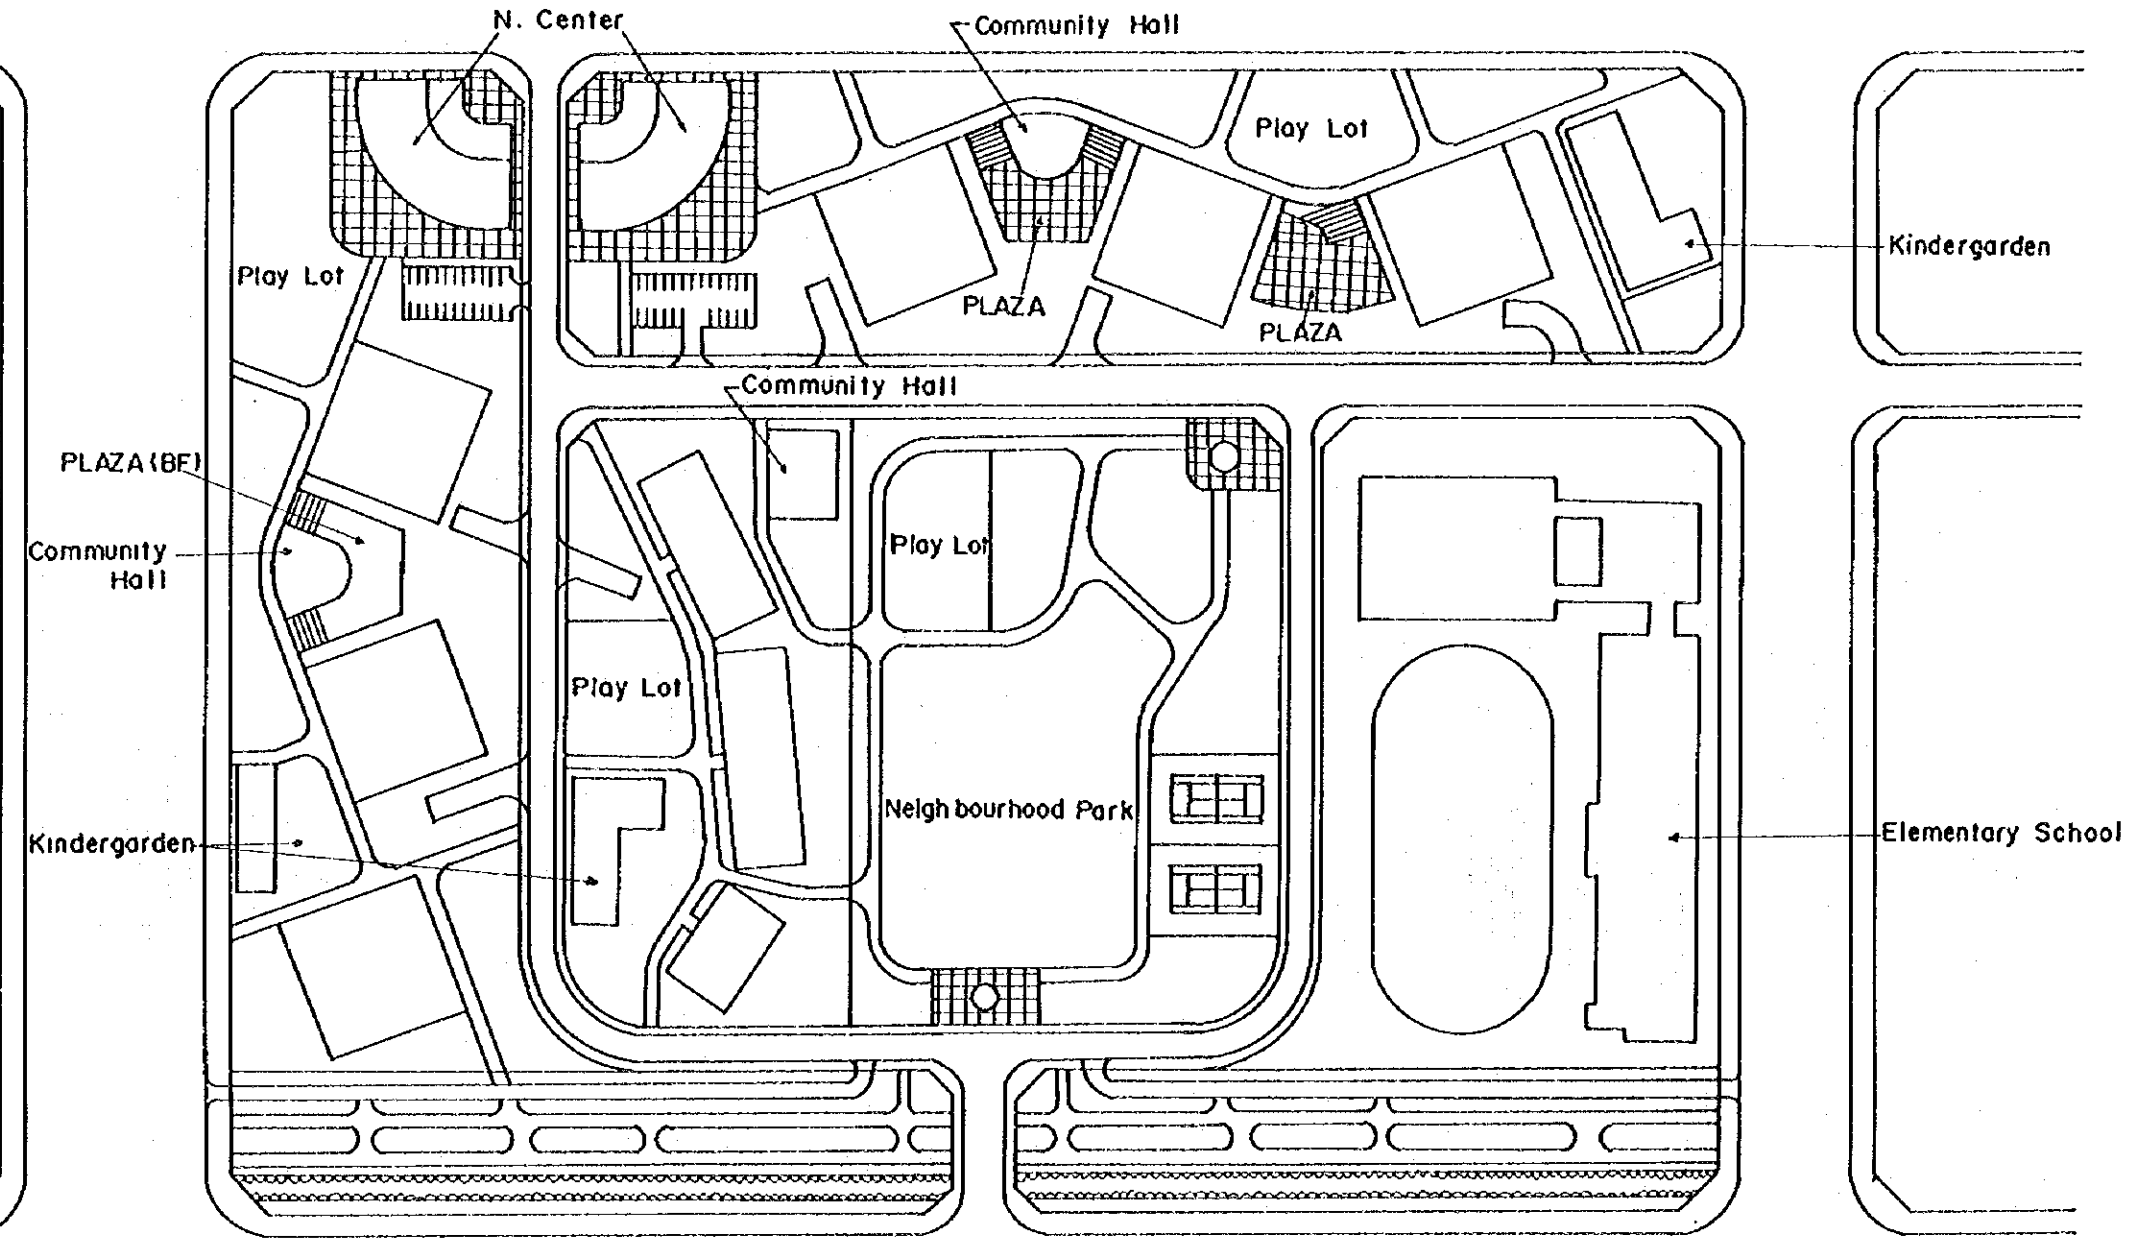 N. Center
Community Hall
Play Lot
Kindergarden
Play Lot
PLAZA
PLAZA
Community Hall
PLAZA(BF)
Community
Hall
Play Lot
Play Lot
Neighbourhood Park
Kindergarden
Elementary School